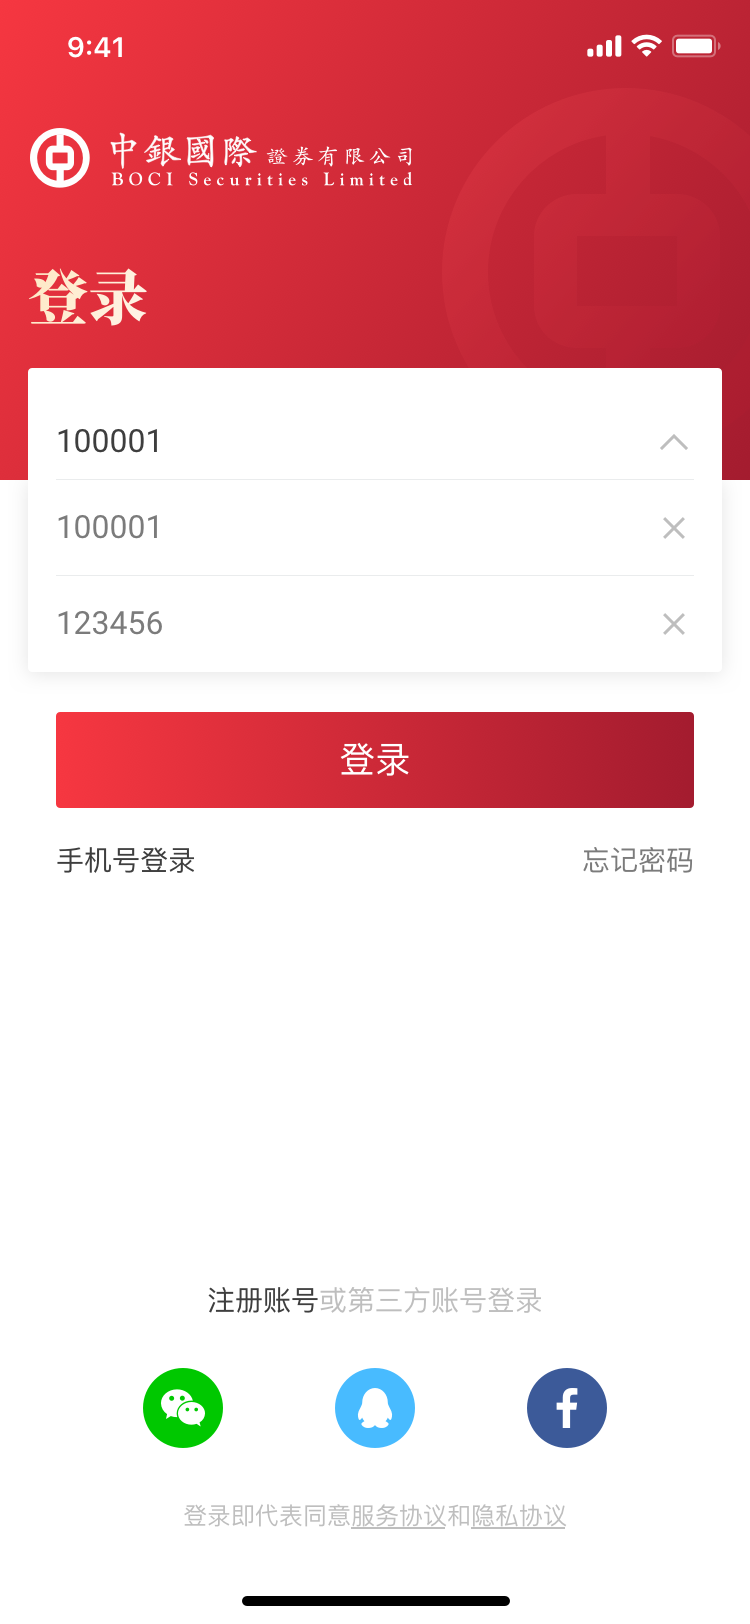 9:41
中銀國際 證券有限公司
BOCI Securities Limited
登录
100001
100001
123456
登录
手机号登录 忘记密码
注册账号或第三方账号登录
登录即代表同意服务协议和隐私协议